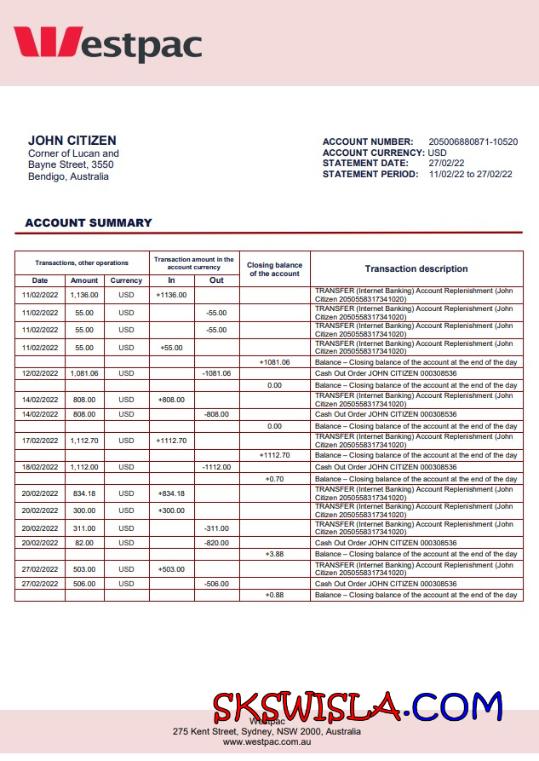 Westpac
JOHN CITIZEN
Corner of Lucan and
Bayne Street, 3550
Bendigo, Australia
ACCOUNT NUMBER: 205006880871-10520
ACCOUNT CURRENCY: USD
STATEMENT DATE: 27/02/22
STATEMENT PERIOD: 11/02/22 to 27/02/22
ACCOUNT SUMMARY
Transactions, other operations Transaction amount in the account currency Closing balance of the account Transaction description
Date Amount Currency In Out
11/02/2022 1,136.00 USD +1136.00 TRANSFER (Internet Banking) Account Replenishment (John
Citizen 2050558317341020)
11/02/2022 55.00 USD -55.00 TRANSFER (Internet Banking) Account Replenishment (John
Citizen 2050558317341020)
11/02/2022 55.00 USD -55.00 TRANSFER (Internet Banking) Account Replenishment (John
Citizen 2050558317341020)
11/02/2022 55.00 USD +55.00 TRANSFER (Internet Banking) Account Replenishment (John
Citizen 2050558317341020)
+1081.06 Balance – Closing balance of the account at the end of the day
12/02/2022 1,081.06 USD -1081.06 Cash Out Order JOHN CITIZEN 000308536
0.00 Balance – Closing balance of the account at the end of the day
14/02/2022 808.00 USD +808.00 TRANSFER (Internet Banking) Account Replenishment (John
Citizen 2050558317341020)
14/02/2022 808.00 USD -808.00 Cash Out Order JOHN CITIZEN 000308536
0.00 Balance – Closing balance of the account at the end of the day
17/02/2022 1,112.70 USD +1112.70 TRANSFER (Internet Banking) Account Replenishment (John
Citizen 2050558317341020)
+1112.70 Balance – Closing balance of the account at the end of the day
18/02/2022 1,112.00 USD -1112.00 Cash Out Order JOHN CITIZEN 000308536
+0.70 Balance – Closing balance of the account at the end of the day
20/02/2022 834.18 USD +834.18 TRANSFER (Internet Banking) Account Replenishment (John
Citizen 2050558317341020)
20/02/2022 300.00 USD +300.00 TRANSFER (Internet Banking) Account Replenishment (John
Citizen 2050558317341020)
20/02/2022 311.00 USD -311.00 TRANSFER (Internet Banking) Account Replenishment (John
Citizen 2050558317341020)
20/02/2022 82.00 USD -820.00 Cash Out Order JOHN CITIZEN 000308536
+3.88 Balance – Closing balance of the account at the end of the day
27/02/2022 503.00 USD +503.00 TRANSFER (Internet Banking) Account Replenishment (John
Citizen 2050558317341020)
27/02/2022 506.00 USD -506.00 Cash Out Order JOHN CITIZEN 000308536
+0.88 Balance – Closing balance of the account at the end of the day
SKSWISLA.COM
Westpac
275 Kent Street, Sydney, NSW 2000, Australia
www.westpac.com.au